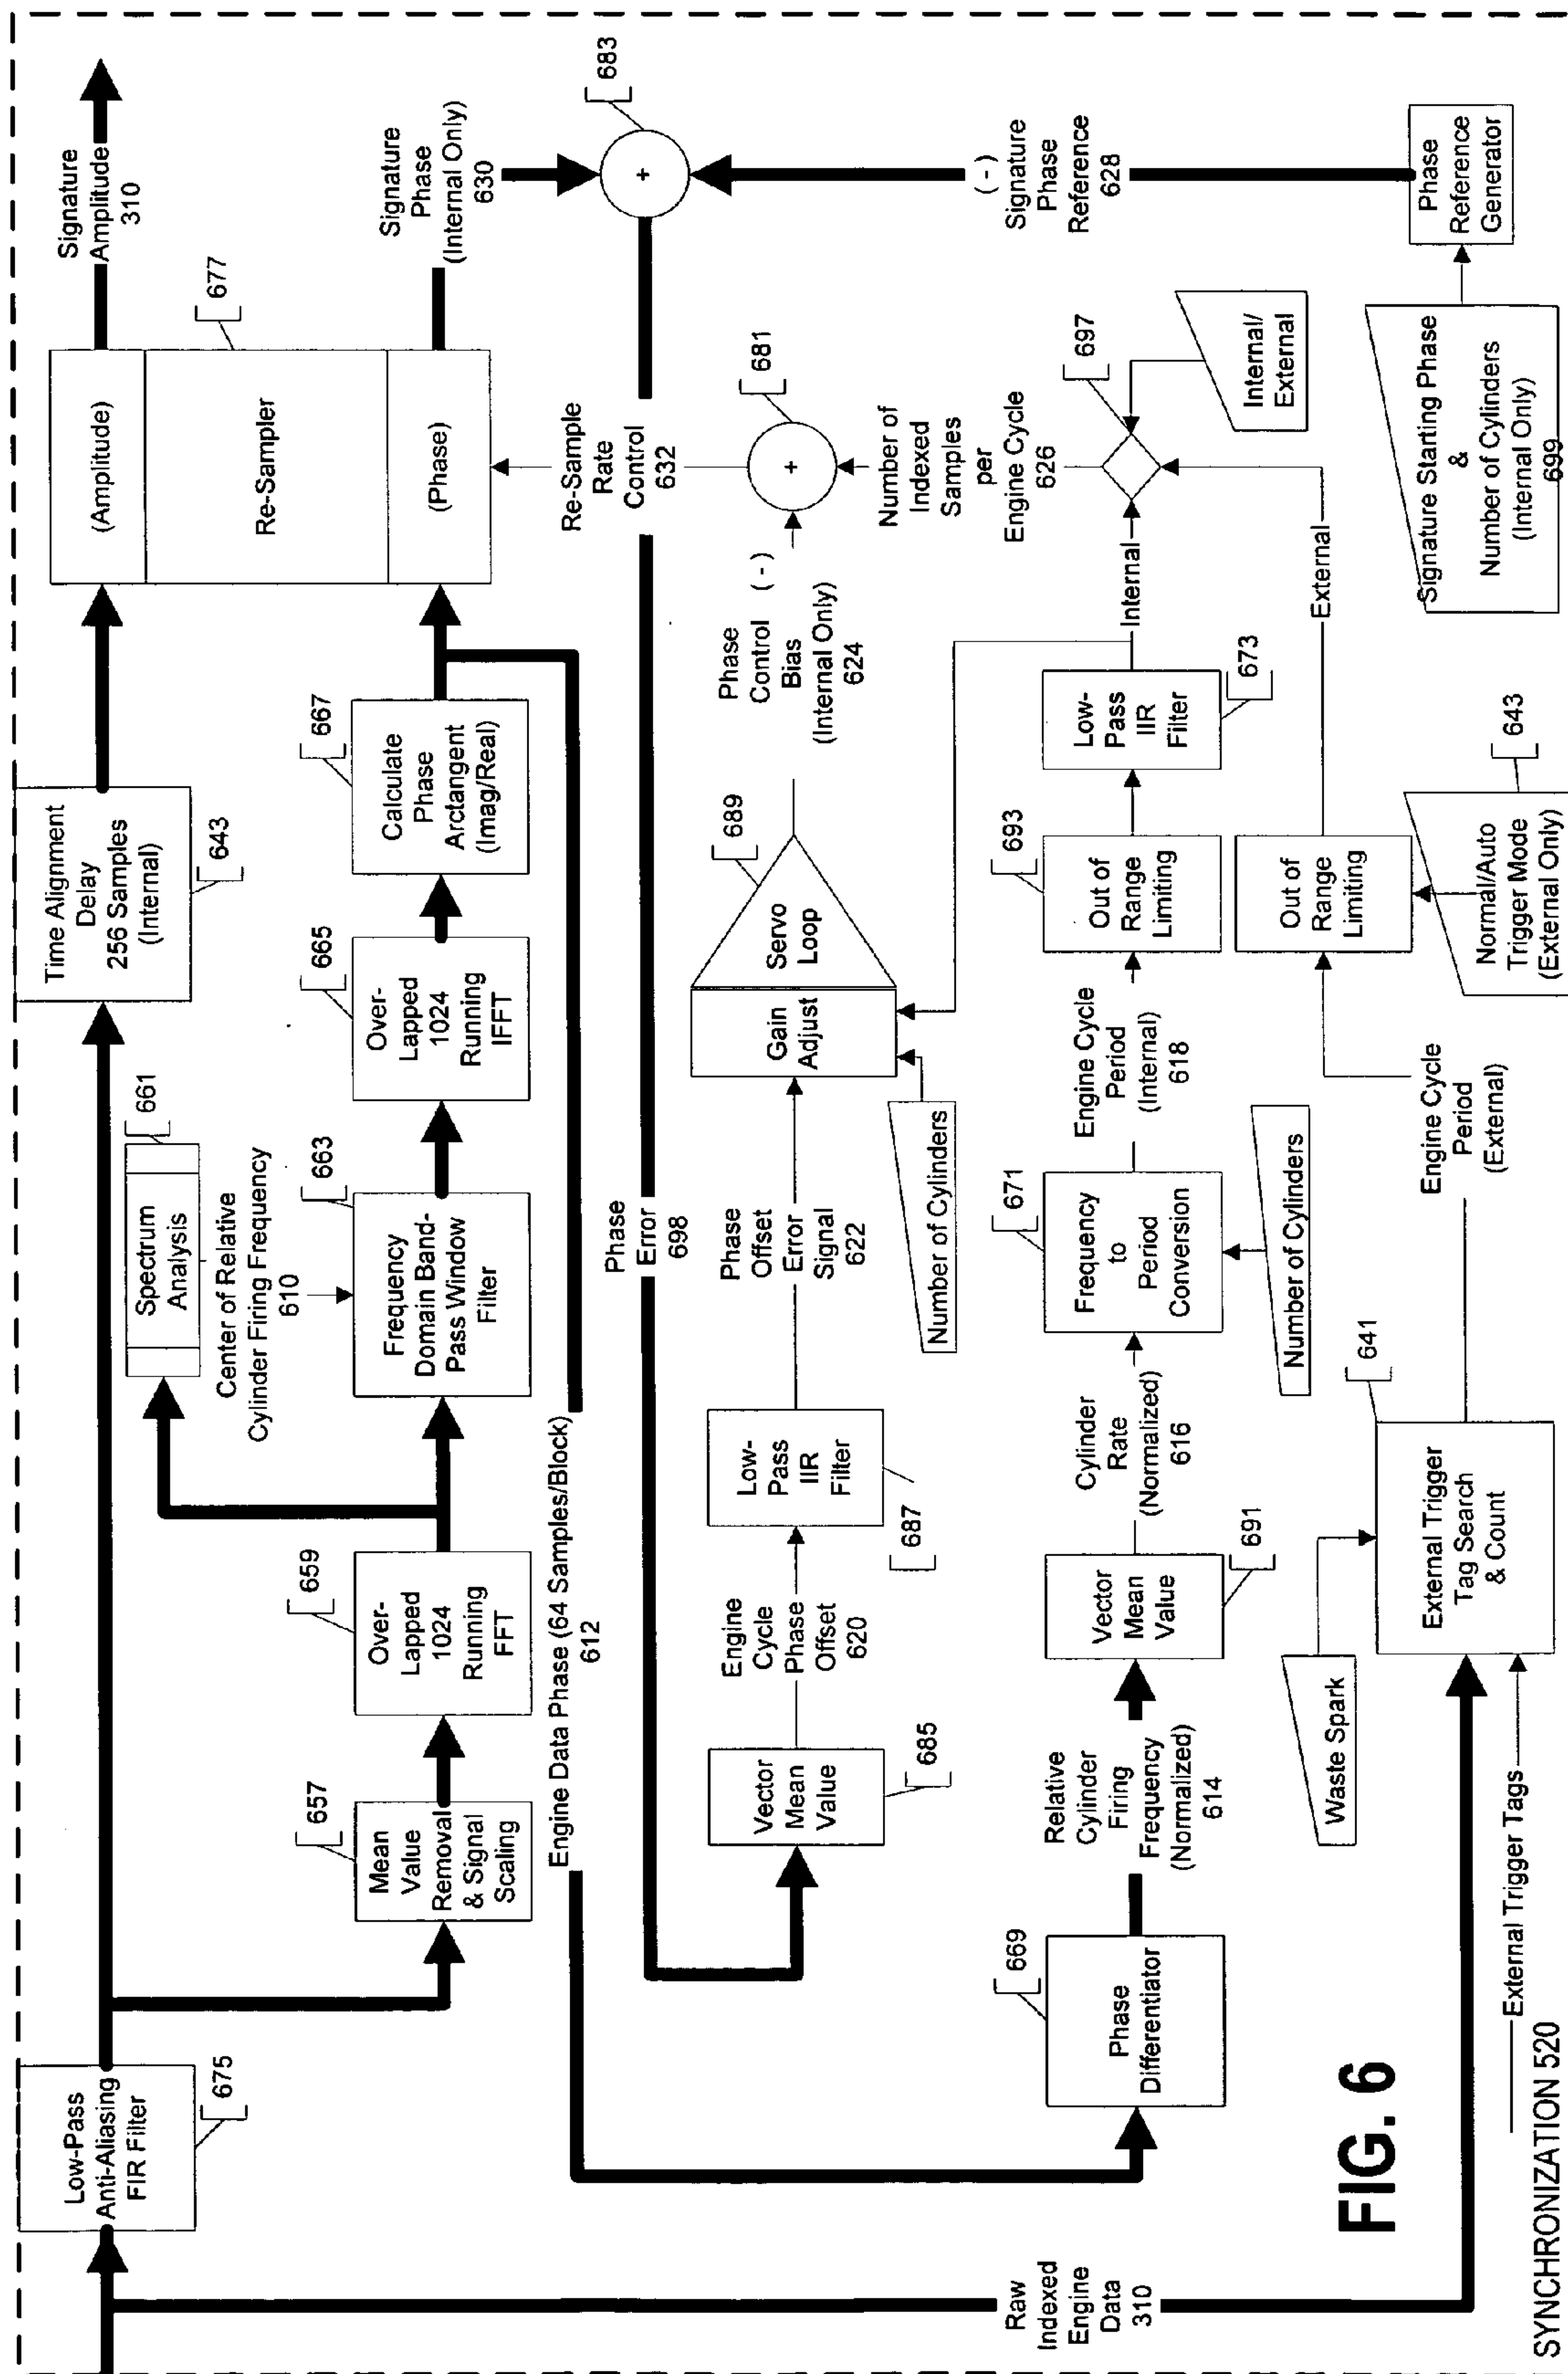 Low-Pass
Anti-Aliasing
FIR Filter
675
Time Alignment
Delay
256 Samples
(Internal)
643
(Amplitude)
Re-Sampler
(Phase)
677
Signature
Amplitude
310
Spectrum
Analysis
661
Center of Relative
Cylinder Firing Frequency
610
Mean
Value
Removal
& Signal
Scaling
657
Over-
Lapped
1024
Running
FFT
659
Frequency
Domain Band-
Pass Window
Filter
663
Over-
Lapped
1024
Running
IFFT
665
Calculate
Phase
Arctangent
(Imag/Real)
667
Signature
Phase
(Internal Only)
630
+
683
Engine Data Phase (64 Samples/Block)
612
Phase
Error
698
Re-Sample
Rate
Control
632
Vector
Mean
Value
685
Engine
Cycle
Phase
Offset
620
Low-
Pass
IIR
Filter
687
Phase
Offset
Error
Signal
622
Gain
Adjust
Servo
Loop
689
Number of Cylinders
Phase
Control (-)
Bias
(Internal Only)
624
+
681
Number of
Indexed
Samples
per
Engine Cycle
626
(-)
Signature
Phase
Reference
628
Phase
Differentiator
669
Relative
Cylinder
Firing
Frequency
(Normalized)
614
Vector
Mean
Value
691
Cylinder
Rate
(Normalized)
616
Frequency
to
Period
Conversion
671
Number of Cylinders
Engine Cycle
Period
(Internal)
618
Out of
Range
Limiting
693
Low-
Pass
IIR
Filter
673
Internal
697
Internal/
External
Raw
Indexed
Engine
Data
310
Waste Spark
External Trigger
Tag Search
& Count
641
External Trigger Tags
Engine Cycle
Period
(External)
Out of
Range
Limiting
Normal/Auto
Trigger Mode
(External Only)
643
External
Signature Starting Phase
&
Number of Cylinders
(Internal Only)
699
Phase
Reference
Generator
FIG. 6
SYNCHRONIZATION 520